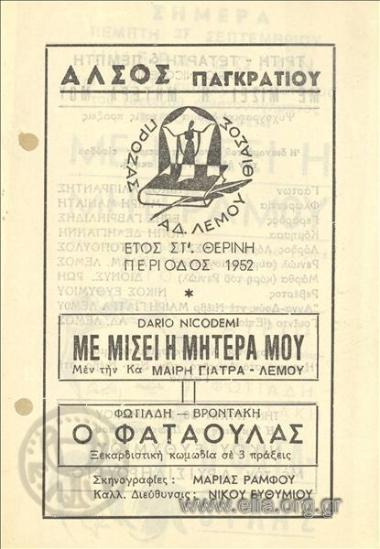 ΑΛΣΟΣ ΠΑΓΚΡΑΤΙΟΥ
ΘΙΑΣΟΣ ΠΡΟΖΑΣ
ΑΔ. ΛΕΜΟΥ
ΕΤΟΣ ΣΤ'. ΘΕΡΙΝΗ
ΠΕΡΙΟΔΟΣ 1952
*
DARIO NICODEMI
ΜΕ ΜΙΣΕΙ Η ΜΗΤΕΡΑ ΜΟΥ
Μὲν τὴν Κα ΜΑΙΡΗ ΓΙΑΤΡΑ - ΛΕΜΟΥ
ΦΩΤΙΑΔΗ — ΒΡΟΝΤΑΚΗ
Ο ΦΑΤΑΟΥΛΑΣ
Ξεκαρδιστικὴ κωμωδία σὲ 3 πράξεις
Σκηνογραφίες : ΜΑΡΙΑΣ ΡΑΜΦΟΥ
Καλλ. Διεύθυνσις : ΝΙΚΟΥ ΕΥΘΥΜΙΟΥ
www.elia.org.gr